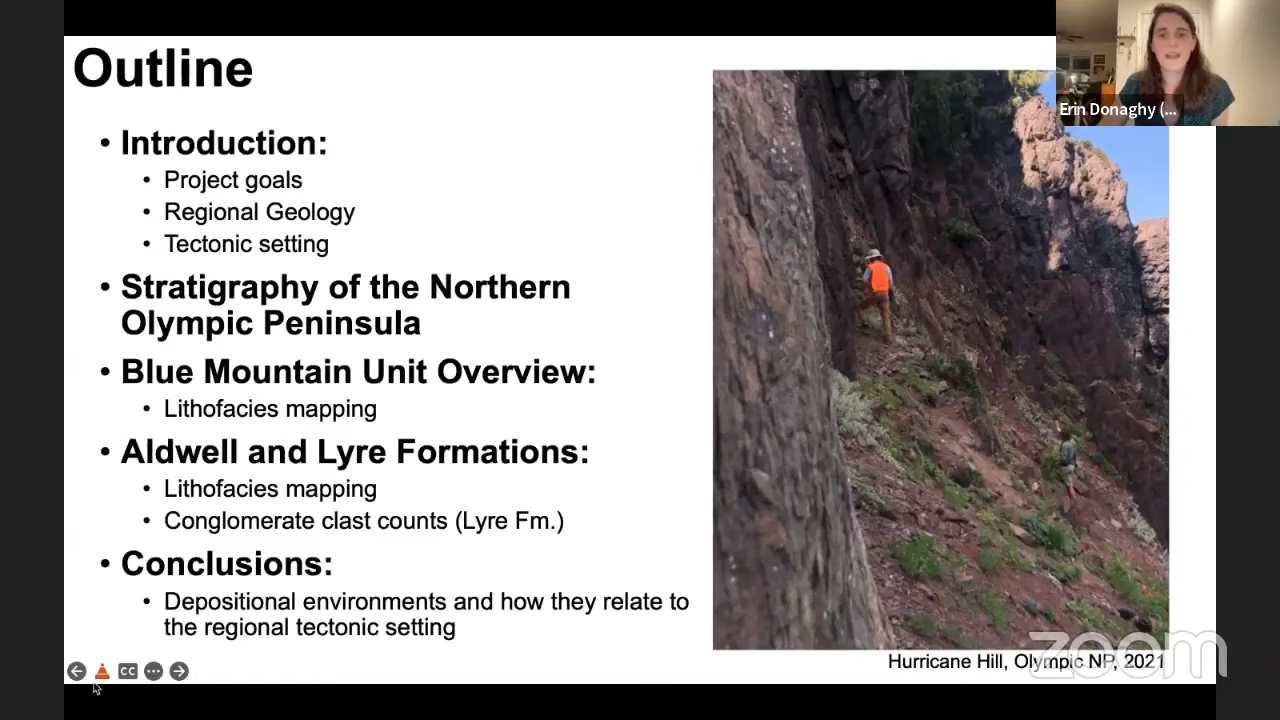 Outline
• Introduction:
• Project goals
• Regional Geology
• Tectonic setting
• Stratigraphy of the Northern
Olympic Peninsula
• Blue Mountain Unit Overview:
• Lithofacies mapping
• Aldwell and Lyre Formations:
• Lithofacies mapping
• Conglomerate clast counts (Lyre Fm.)
• Conclusions:
• Depositional environments and how they relate to
the regional tectonic setting
CC
Erin Donaghy (...
Hurricane Hill, Olympic NP, 2021
zoom